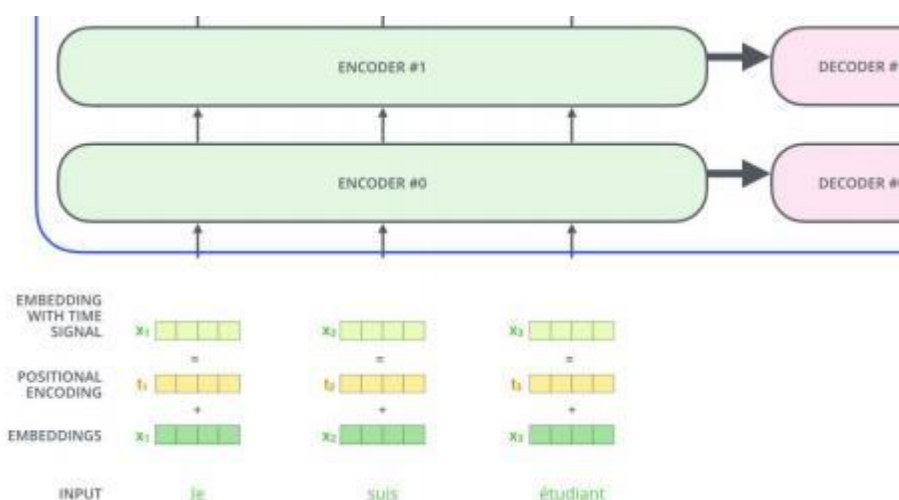 ENCODER #1
DECODER #
ENCODER #0
DECODER #
EMBEDDING
WITH TIME
SIGNAL
x1 x2 x3
= = =
POSITIONAL
ENCODING
t1 t2 t3
+ + +
EMBEDDINGS
x1 x2 x3
INPUT Je suis étudiant